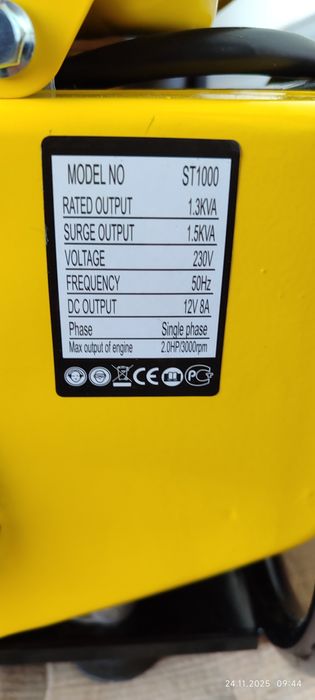 MODEL NO ST1000
RATED OUTPUT 1.3KVA
SURGE OUTPUT 1.5KVA
VOLTAGE 230V
FREQUENCY 50Hz
DC OUTPUT 12V 8A
Phase Single phase
Max output of engine 2.0HP/3000rpm
CE
24.11.2025 09:44